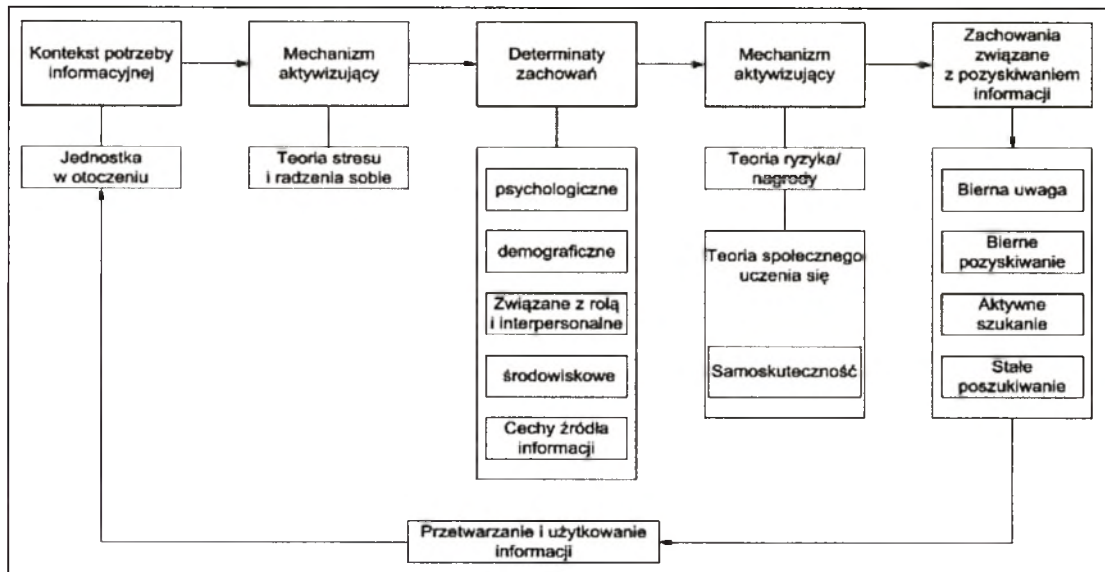 Kontekst potrzeby
informacyjnej
Mechanizm
aktywizujący
Determinaty
zachowań
Mechanizm
aktywizujący
Zachowania
związane
z pozyskiwaniem
informacji
Jednostka
w otoczeniu
Teoria stresu
i radzenia sobie
psychologiczne
demograficzne
Związane z rolą
i interpersonalne
środowiskowe
Cechy źródła
informacji
Teoria ryzyka/
nagrody
Teoria społecznego
uczenia się
Samoskuteczność
Bierna uwaga
Bierne
pozyskiwanie
Aktywne
szukanie
Stałe
poszukiwanie
Przetwarzanie i użytkowanie
informacji